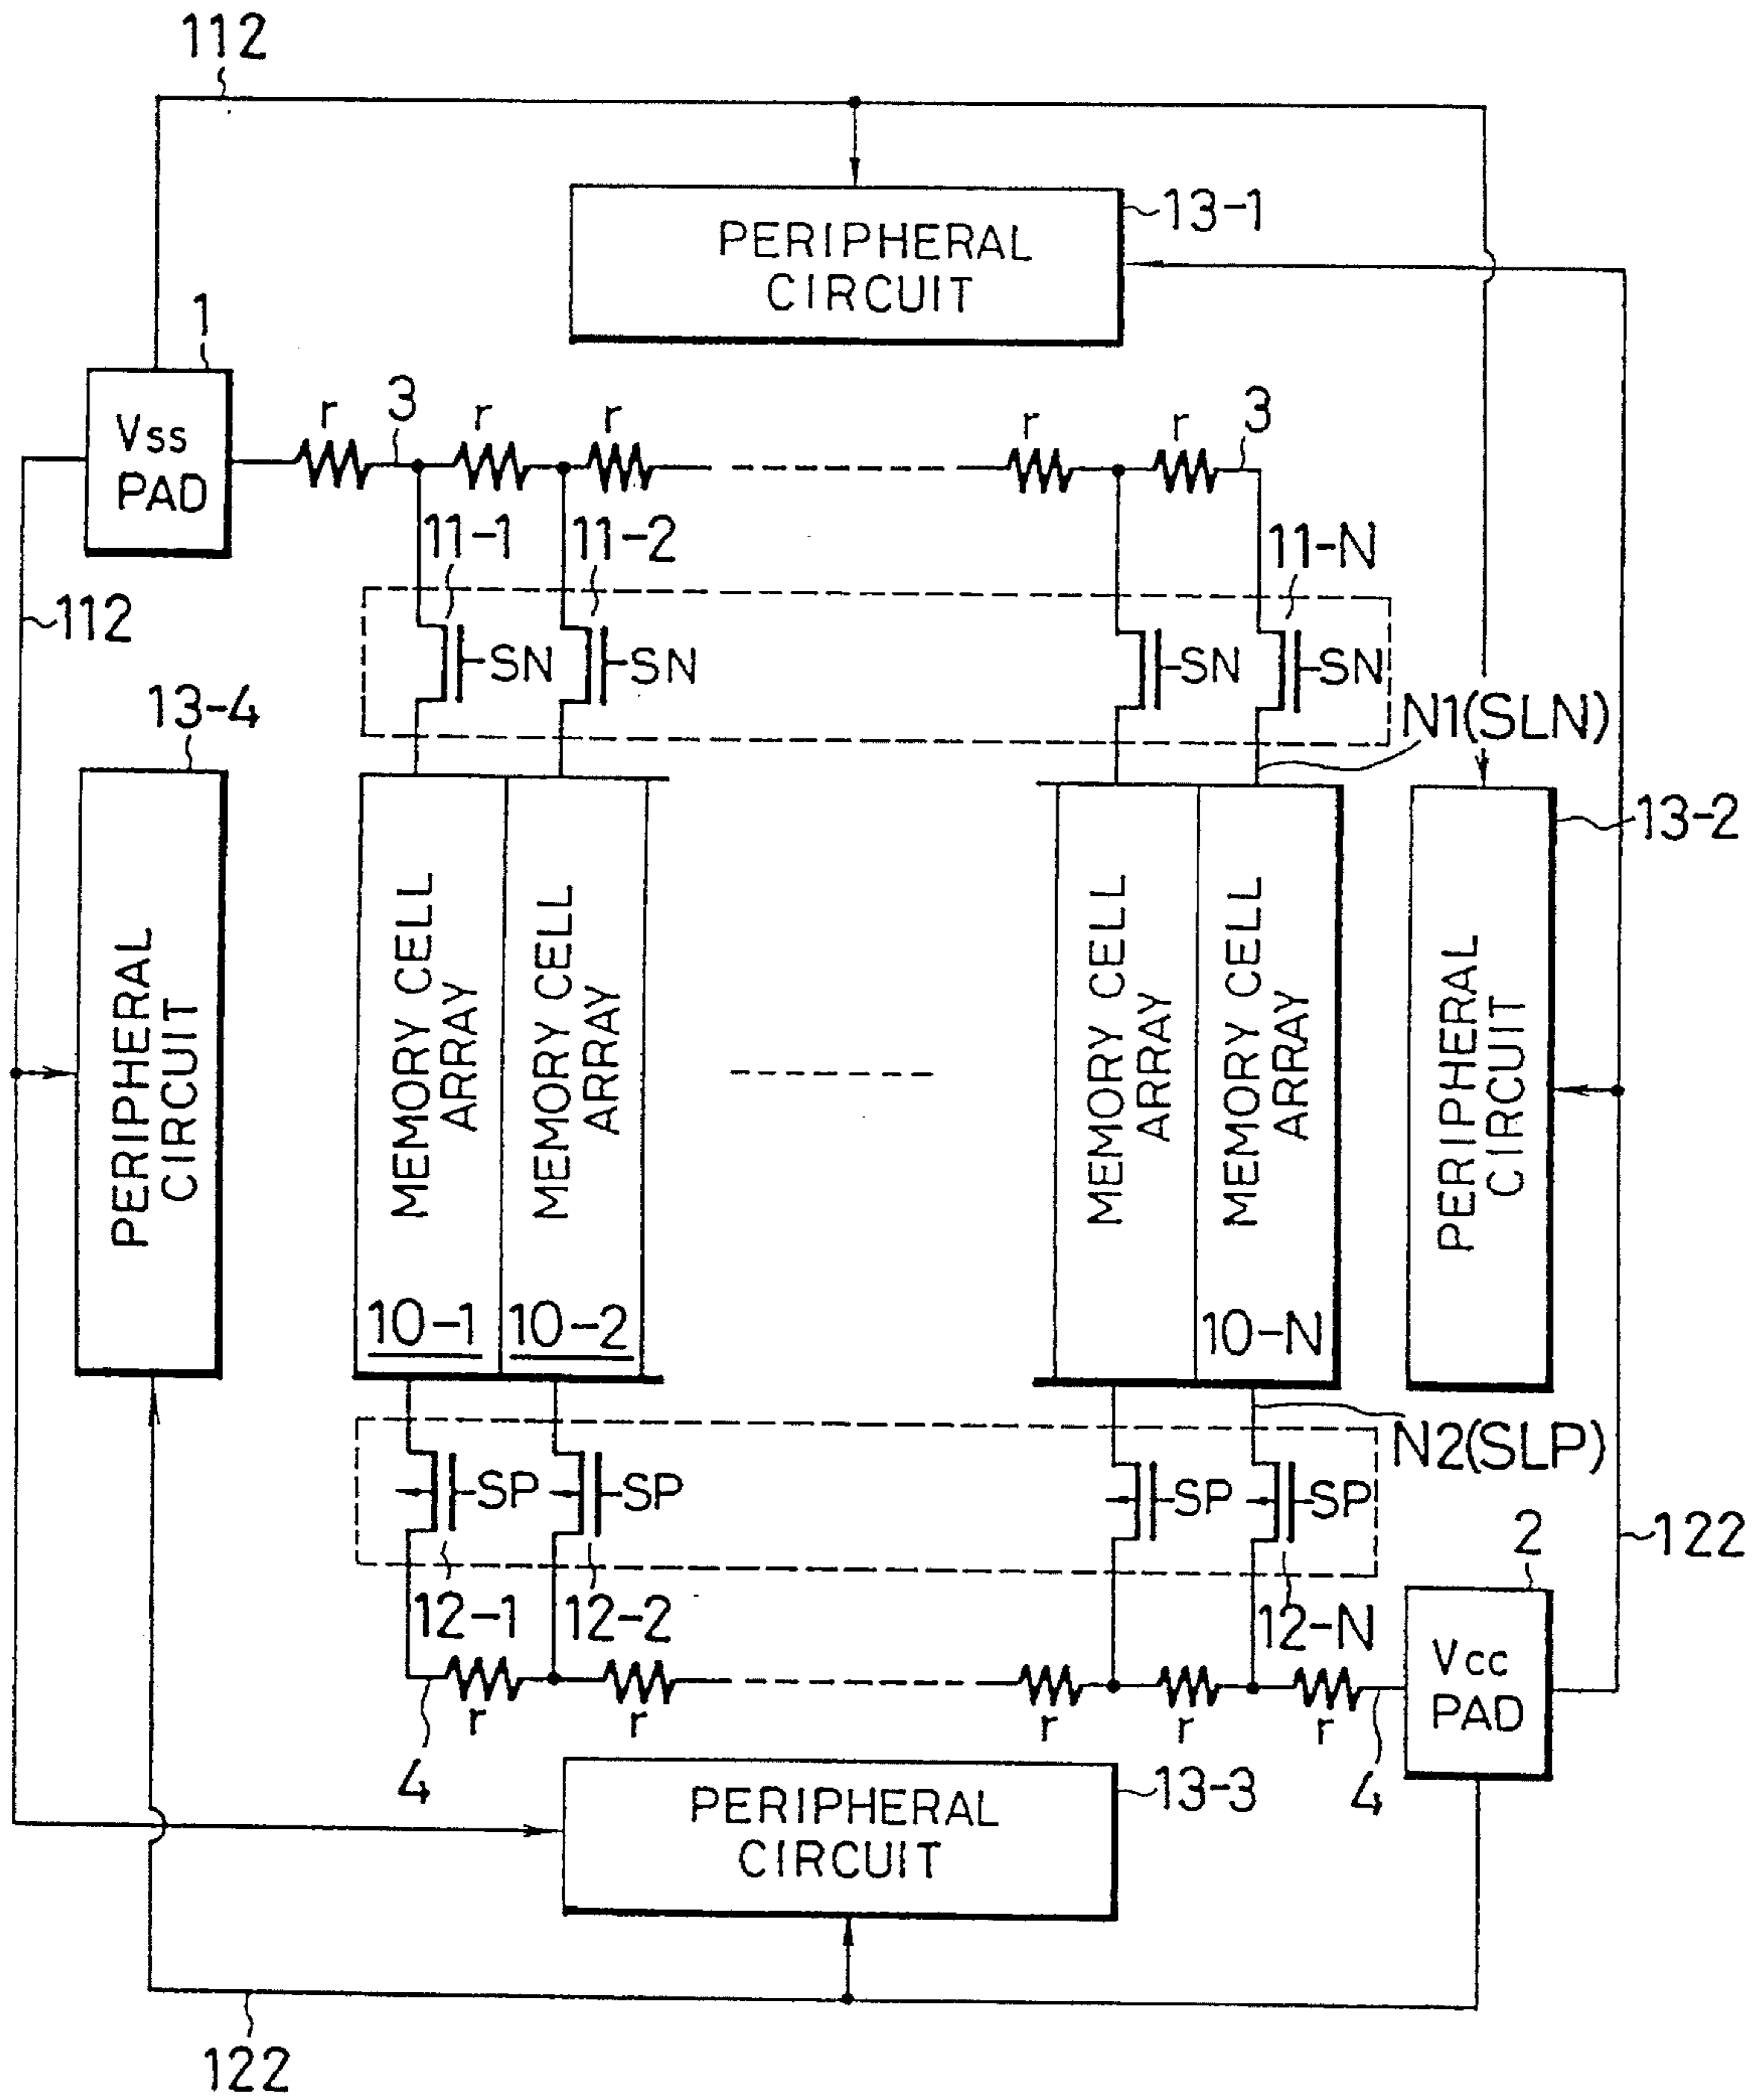 112
PERIPHERAL
CIRCUIT
13-1
1
Vss
PAD
r
3
r
r
r
r
3
11-1
11-2
11-N
112
SN
SN
SN
SN
N1(SLN)
13-4
13-2
PERIPHERAL
CIRCUIT
MEMORY CELL
ARRAY
10-1
MEMORY CELL
ARRAY
10-2
MEMORY CELL
ARRAY
MEMORY CELL
ARRAY
10-N
PERIPHERAL
CIRCUIT
N2(SLP)
SP
SP
SP
SP
2
122
12-1
12-2
12-N
Vcc
PAD
r
r
r
r
r
4
4
PERIPHERAL
CIRCUIT
13-3
122